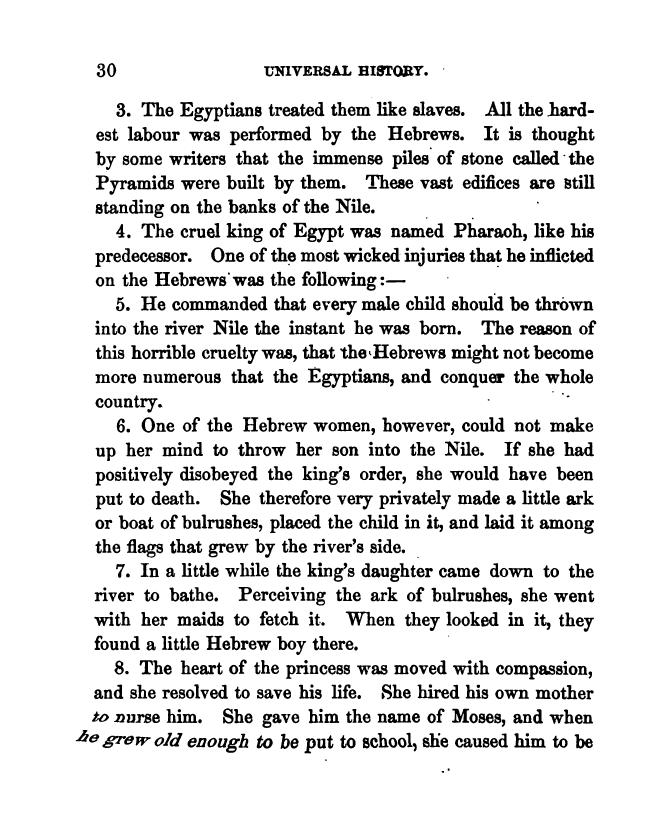 30 UNIVERSAL HISTORY.
3. The Egyptians treated them like slaves. All the hard-
est labour was performed by the Hebrews. It is thought
by some writers that the immense piles of stone called the
Pyramids were built by them. These vast edifices are still
standing on the banks of the Nile.
4. The cruel king of Egypt was named Pharaoh, like his
predecessor. One of the most wicked injuries that he inflicted
on the Hebrews was the following:—
5. He commanded that every male child should be thrown
into the river Nile the instant he was born. The reason of
this horrible cruelty was, that the Hebrews might not become
more numerous that the Egyptians, and conquer the whole
country.
6. One of the Hebrew women, however, could not make
up her mind to throw her son into the Nile. If she had
positively disobeyed the king's order, she would have been
put to death. She therefore very privately made a little ark
or boat of bulrushes, placed the child in it, and laid it among
the flags that grew by the river's side.
7. In a little while the king's daughter came down to the
river to bathe. Perceiving the ark of bulrushes, she went
with her maids to fetch it. When they looked in it, they
found a little Hebrew boy there.
8. The heart of the princess was moved with compassion,
and she resolved to save his life. She hired his own mother
to nurse him. She gave him the name of Moses, and when
he grew old enough to be put to school, she caused him to be